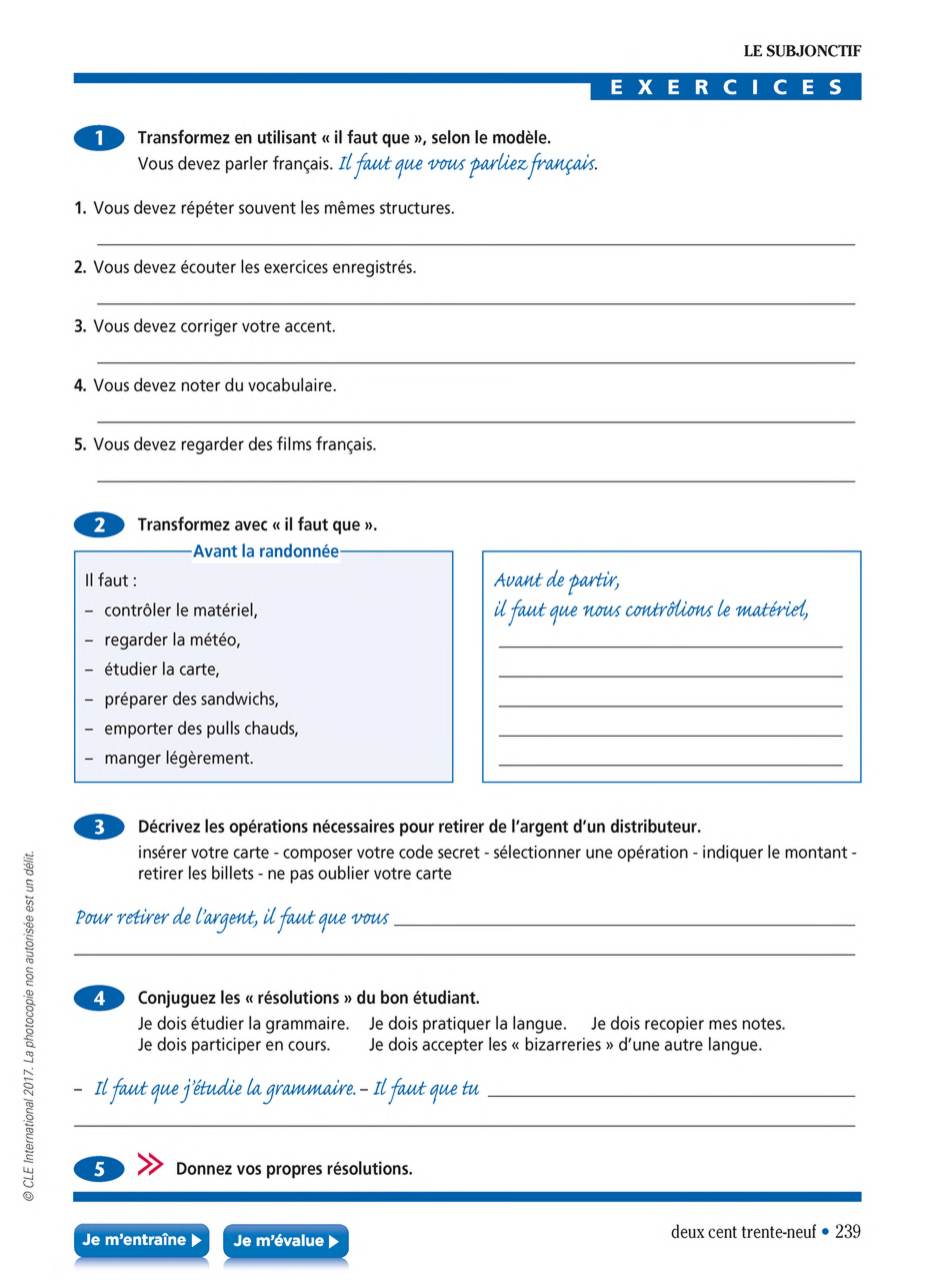 LE SUBJONCTIF
EXERCICES
1 Transformez en utilisant « il faut que », selon le modèle.
Vous devez parler français. Il faut que vous parliez français.
1. Vous devez répéter souvent les mêmes structures.
2. Vous devez écouter les exercices enregistrés.
3. Vous devez corriger votre accent.
4. Vous devez noter du vocabulaire.
5. Vous devez regarder des films français.
2 Transformez avec « il faut que ».
Avant la randonnée
Il faut :
– contrôler le matériel,
– regarder la météo,
– étudier la carte,
– préparer des sandwichs,
– emporter des pulls chauds,
– manger légèrement.
Avant de partir,
il faut que nous contrôlions le matériel,
3 Décrivez les opérations nécessaires pour retirer de l’argent d’un distributeur.
insérer votre carte - composer votre code secret - sélectionner une opération - indiquer le montant -
retirer les billets - ne pas oublier votre carte
Pour retirer de l’argent, il faut que vous
4 Conjuguez les « résolutions » du bon étudiant.
Je dois étudier la grammaire. Je dois pratiquer la langue. Je dois recopier mes notes.
Je dois participer en cours. Je dois accepter les « bizarreries » d’une autre langue.
– Il faut que j’étudie la grammaire. – Il faut que tu
5 Donnez vos propres résolutions.
© CLE International 2017. La photocopie non autorisée est un délit.
Je m’entraîne
Je m’évalue
deux cent trente-neuf • 239